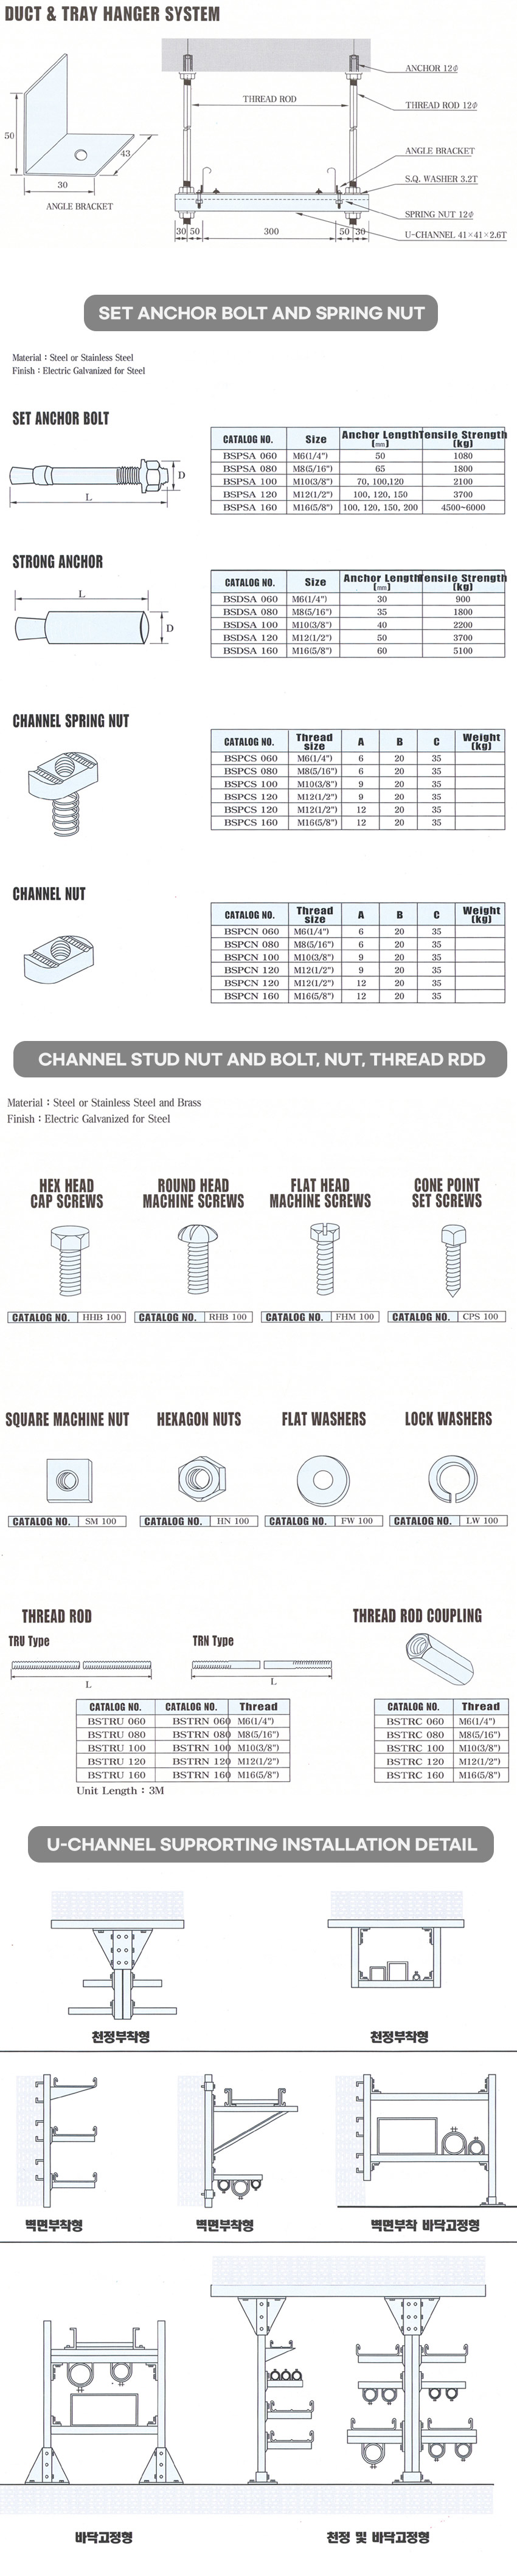 DUCT & TRAY HANGER SYSTEM
ANCHOR 12φ
THREAD ROD
THREAD ROD 12φ
50
43
30
ANGLE BRACKET
ANGLE BRACKET
S.Q. WASHER 3.2T
SPRING NUT 12φ
30 50 300 50 30
U-CHANNEL 41×41×2.6T
SET ANCHOR BOLT AND SPRING NUT
Material : Steel or Stainless Steel
Finish : Electric Galvanized for Steel
SET ANCHOR BOLT
D
L
CATALOG NO. Size Anchor Length (mm) Tensile Strength (kg)
BSPSA 060 M6(1/4") 50 1080
BSPSA 080 M8(5/16") 65 1800
BSPSA 100 M10(3/8") 70, 100,120 2100
BSPSA 120 M12(1/2") 100, 120, 150 3700
BSPSA 160 M16(5/8") 100, 120, 150, 200 4500~6000
STRONG ANCHOR
L
D
CATALOG NO. Size Anchor Length (mm) Tensile Strength (kg)
BSDSA 060 M6(1/4") 30 900
BSDSA 080 M8(5/16") 35 1800
BSDSA 100 M10(3/8") 40 2200
BSDSA 120 M12(1/2") 50 3700
BSDSA 160 M16(5/8") 60 5100
CHANNEL SPRING NUT
CATALOG NO. Thread size A B C Weight (kg)
BSPCS 060 M6(1/4") 6 20 35
BSPCS 080 M8(5/16") 6 20 35
BSPCS 100 M10(3/8") 9 20 35
BSPCS 120 M12(1/2") 9 20 35
BSPCS 120 M12(1/2") 12 20 35
BSPCS 160 M16(5/8") 12 20 35
CHANNEL NUT
CATALOG NO. Thread size A B C Weight (kg)
BSPCN 060 M6(1/4") 6 20 35
BSPCN 080 M8(5/16") 6 20 35
BSPCN 100 M10(3/8") 9 20 35
BSPCN 120 M12(1/2") 9 20 35
BSPCN 120 M12(1/2") 12 20 35
BSPCN 160 M16(5/8") 12 20 35
CHANNEL STUD NUT AND BOLT, NUT, THREAD RDD
Material : Steel or Stainless Steel and Brass
Finish : Electric Galvanized for Steel
HEX HEAD CAP SCREWS
ROUND HEAD MACHINE SCREWS
FLAT HEAD MACHINE SCREWS
CONE POINT SET SCREWS
CATALOG NO. HHB 100
CATALOG NO. RHB 100
CATALOG NO. FHM 100
CATALOG NO. CPS 100
SQUARE MACHINE NUT
HEXAGON NUTS
FLAT WASHERS
LOCK WASHERS
CATALOG NO. SM 100
CATALOG NO. HN 100
CATALOG NO. FW 100
CATALOG NO. LW 100
THREAD ROD
THREAD ROD COUPLING
TRU Type
TRN Type
L
L
CATALOG NO. CATALOG NO. Thread
BSTRU 060 BSTRN 060 M6(1/4")
BSTRU 080 BSTRN 080 M8(5/16")
BSTRU 100 BSTRN 100 M10(3/8")
BSTRU 120 BSTRN 120 M12(1/2")
BSTRU 160 BSTRN 160 M16(5/8")
Unit Length : 3M
CATALOG NO. Thread
BSTRC 060 M6(1/4")
BSTRC 080 M8(5/16")
BSTRC 100 M10(3/8")
BSTRC 120 M12(1/2")
BSTRC 160 M16(5/8")
U-CHANNEL SUPRORTING INSTALLATION DETAIL
천정부착형
천정부착형
벽면부착형
벽면부착형
벽면부착 바닥고정형
바닥고정형
천정 및 바닥고정형